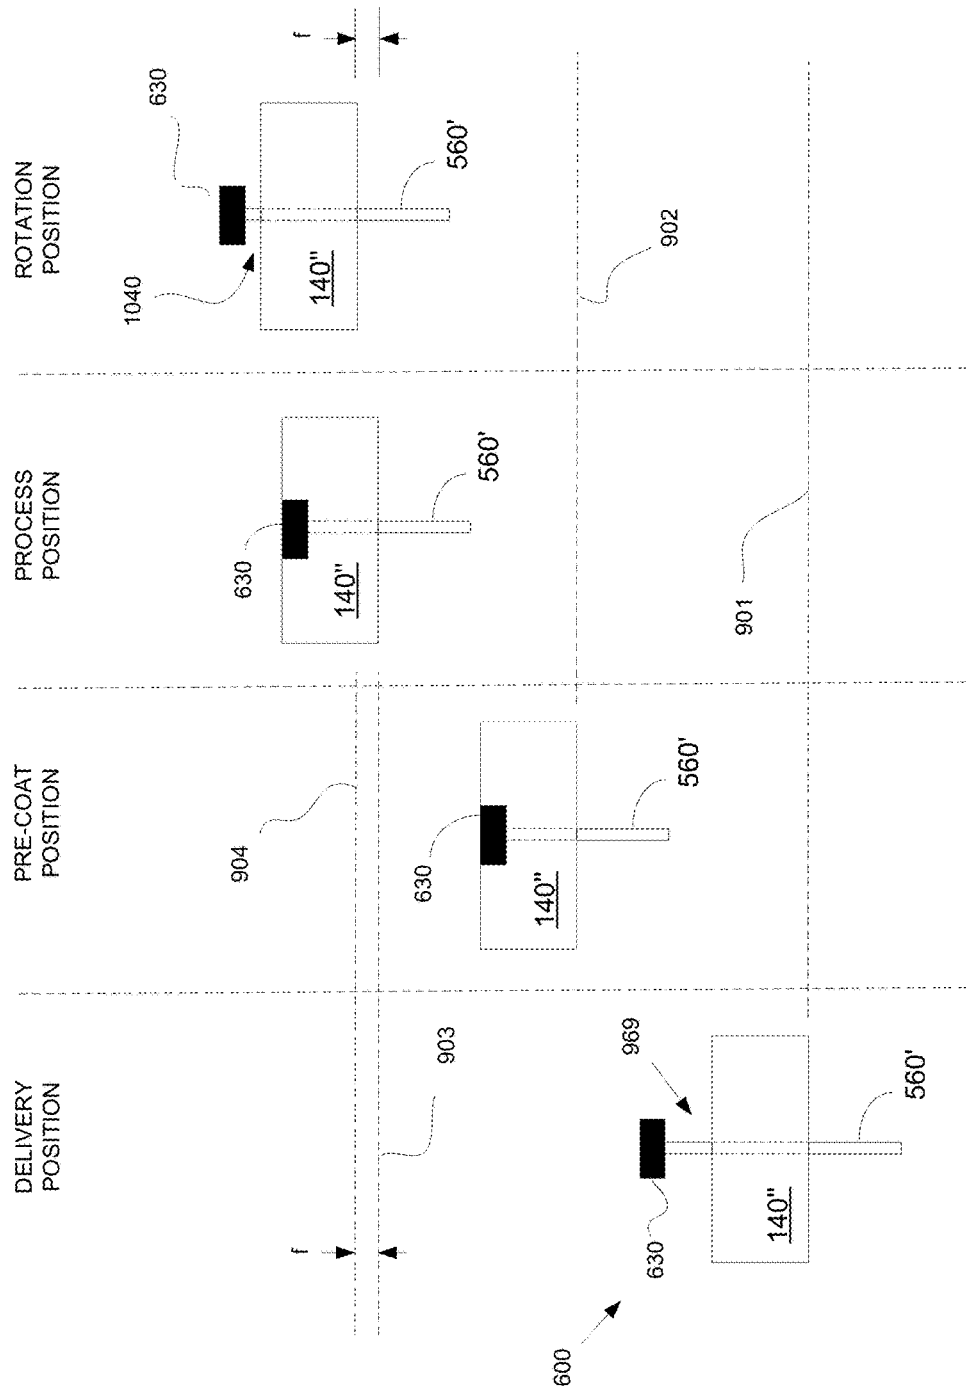 DELIVERY
POSITION
PRE-COAT
POSITION
PROCESS
POSITION
ROTATION
POSITION
f
903
904
630
140"
560'
600
630
969
140"
560'
630
140"
560'
630
1040
140"
560'
f
901
902